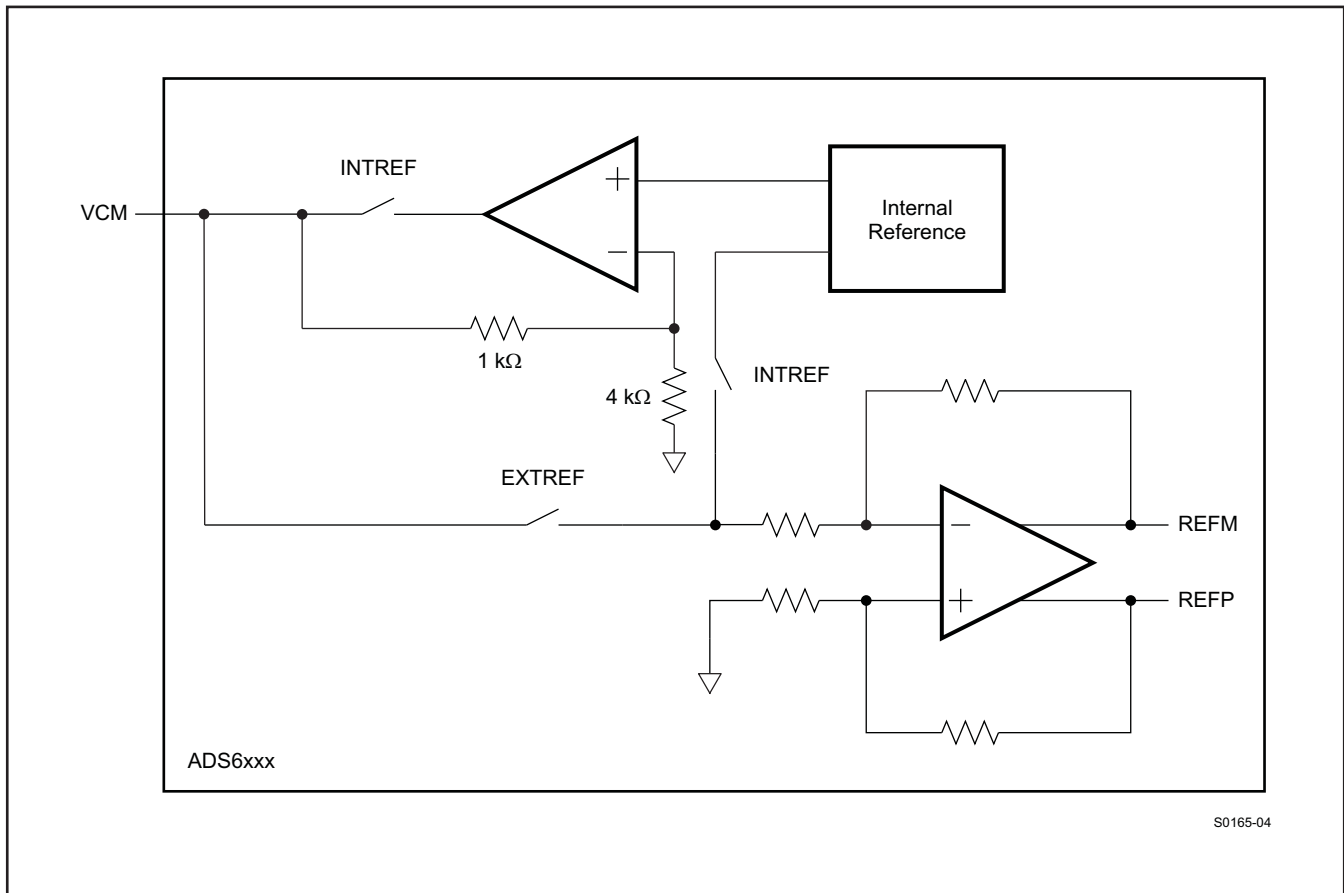 INTREF
VCM
+
−
Internal
Reference
1 kΩ
4 kΩ
INTREF
EXTREF
−
REFM
+
REFP
ADS6xxx
S0165-04